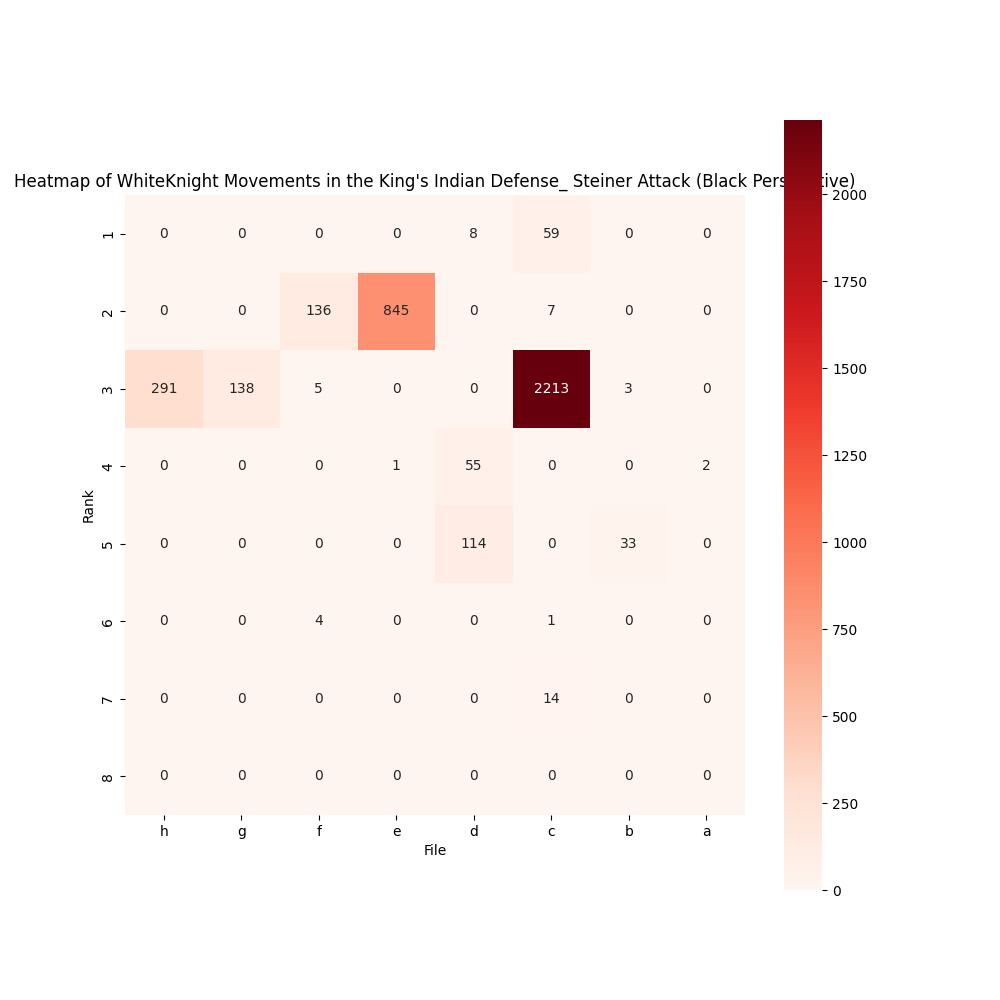 Heatmap of WhiteKnight Movements in the King's Indian Defense_ Steiner Attack (Black Perspective)
2000
1 0 0 0 0 8 59 0 0
1750
2 0 0 136 845 0 7 0 0
1500
3 291 138 5 0 0 2213 3 0
1250
4 0 0 0 1 55 0 0 2
Rank
1000
5 0 0 0 0 114 0 33 0
750
6 0 0 4 0 0 1 0 0
500
7 0 0 0 0 0 14 0 0
250
8 0 0 0 0 0 0 0 0
h g f e d c b a
File
0